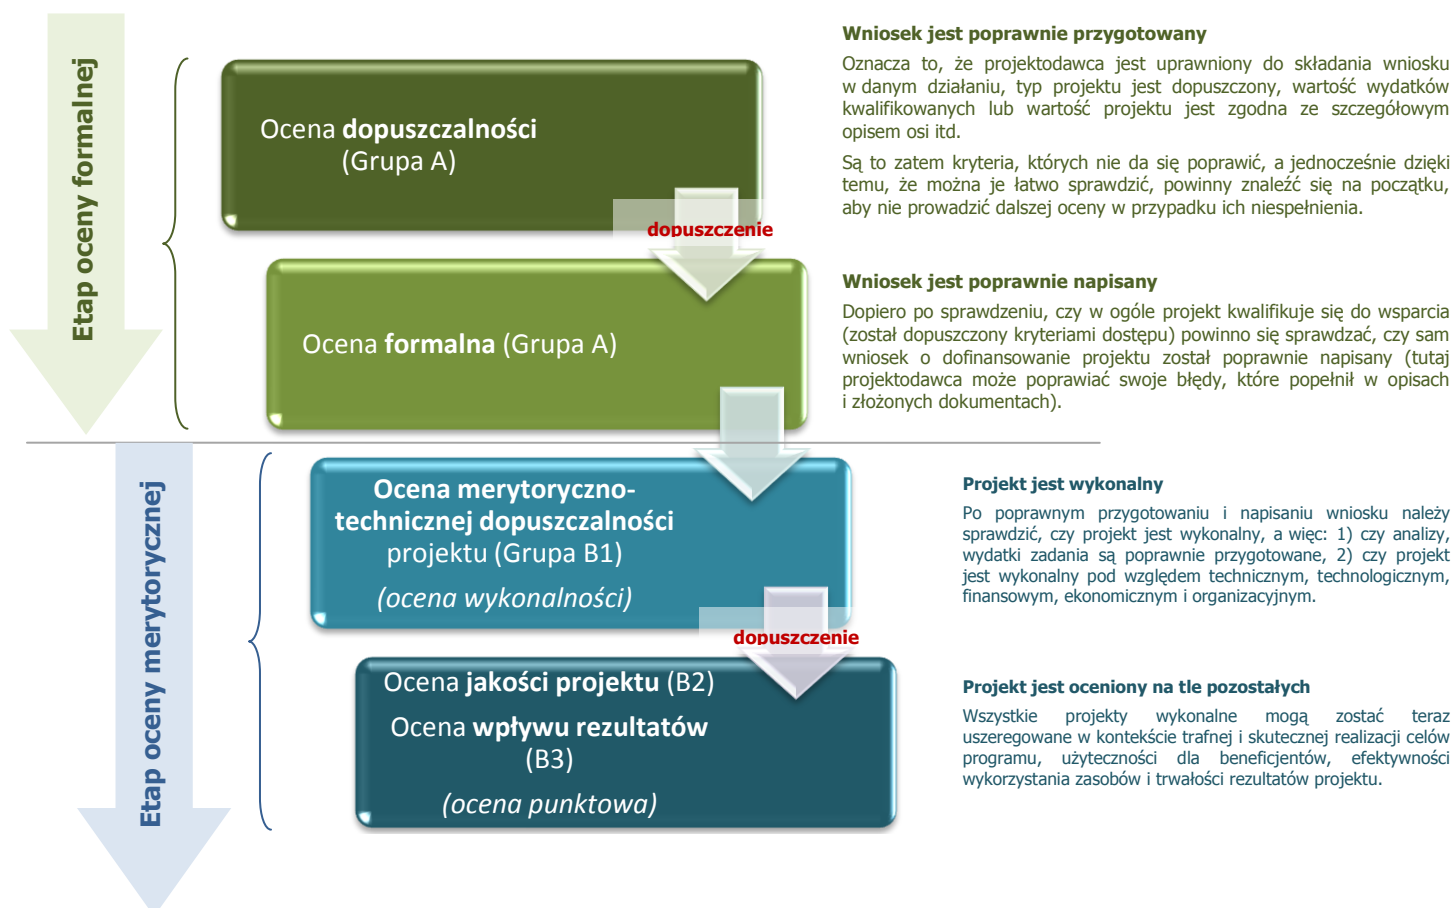 Etap oceny formalnej
Ocena dopuszczalności
(Grupa A)
dopuszczenie
Wniosek jest poprawnie przygotowany
Oznacza to, że projektodawca jest uprawniony do składania wniosku
w danym działaniu, typ projektu jest dopuszczony, wartość wydatków
kwalifikowanych lub wartość projektu jest zgodna ze szczegółowym
opisem osi itd.
Są to zatem kryteria, których nie da się poprawić, a jednocześnie dzięki
temu, że można je łatwo sprawdzić, powinny znaleźć się na początku,
aby nie prowadzić dalszej oceny w przypadku ich niespełnienia.
Ocena formalna (Grupa A)
Wniosek jest poprawnie napisany
Dopiero po sprawdzeniu, czy w ogóle projekt kwalifikuje się do wsparcia
(został dopuszczony kryteriami dostępu) powinno się sprawdzać, czy sam
wniosek o dofinansowanie projektu został poprawnie napisany (tutaj
projektodawca może poprawiać swoje błędy, które popełnił w opisach
i złożonych dokumentach).
Etap oceny merytorycznej
Ocena merytoryczno-
technicznej dopuszczalności
projektu (Grupa B1)
(ocena wykonalności)
dopuszczenie
Projekt jest wykonalny
Po poprawnym przygotowaniu i napisaniu wniosku należy
sprawdzić, czy projekt jest wykonalny, a więc: 1) czy analizy,
wydatki zadania są poprawnie przygotowane, 2) czy projekt
jest wykonalny pod względem technicznym, technologicznym,
finansowym, ekonomicznym i organizacyjnym.
Ocena jakości projektu (B2)
Ocena wpływu rezultatów
(B3)
(ocena punktowa)
Projekt jest oceniony na tle pozostałych
Wszystkie projekty wykonalne mogą zostać teraz
uszeregowane w kontekście trafnej i skutecznej realizacji celów
programu, użyteczności dla beneficjentów, efektywności
wykorzystania zasobów i trwałości rezultatów projektu.